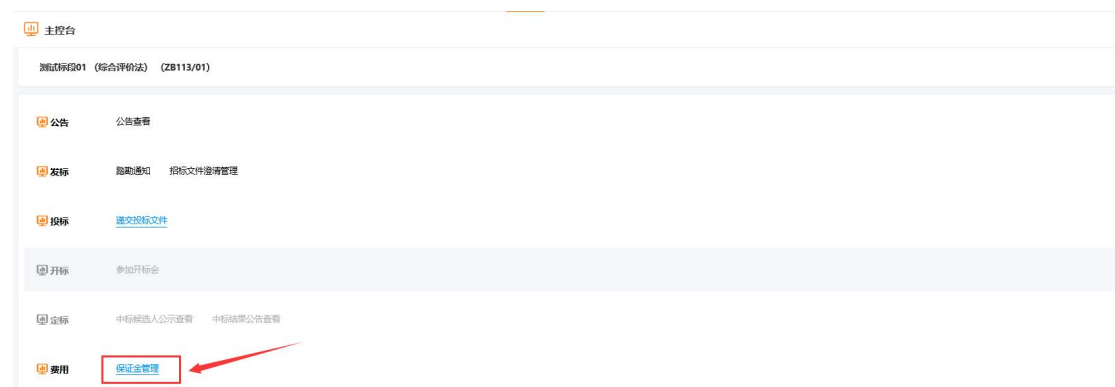 主控台
测试标段01 (综合评价法) (ZB113/01)
公告 公告查看
发标 踏勘通知 招标文件澄清管理
投标 递交投标文件
开标 参加开标会
定标 中标候选人公示查看 中标结果公告查看
费用 保证金管理